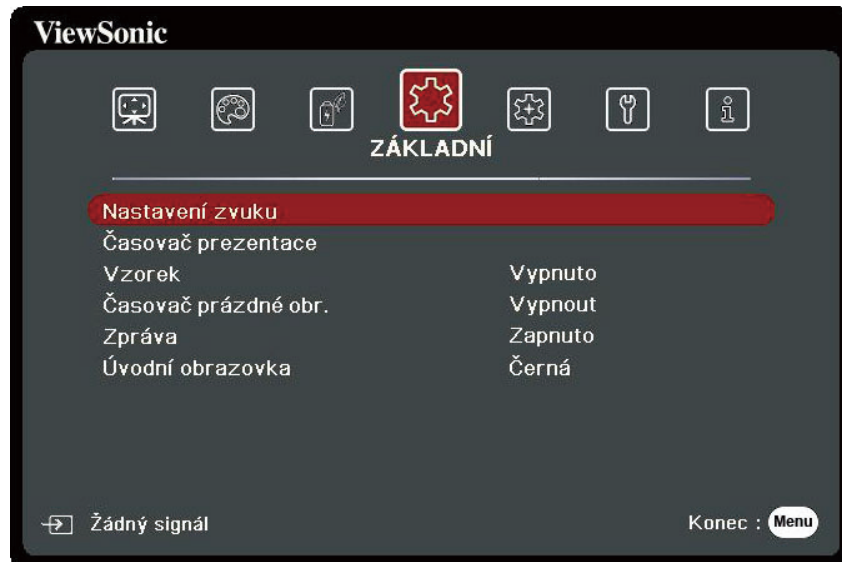 ViewSonic
ZÁKLADNÍ
Nastavení zvuku
Časovač prezentace
Vzorek Vypnuto
Časovač prázdné obr. Vypnout
Zpráva Zapnuto
Úvodní obrazovka Černá
Žádný signál Konec : Menu